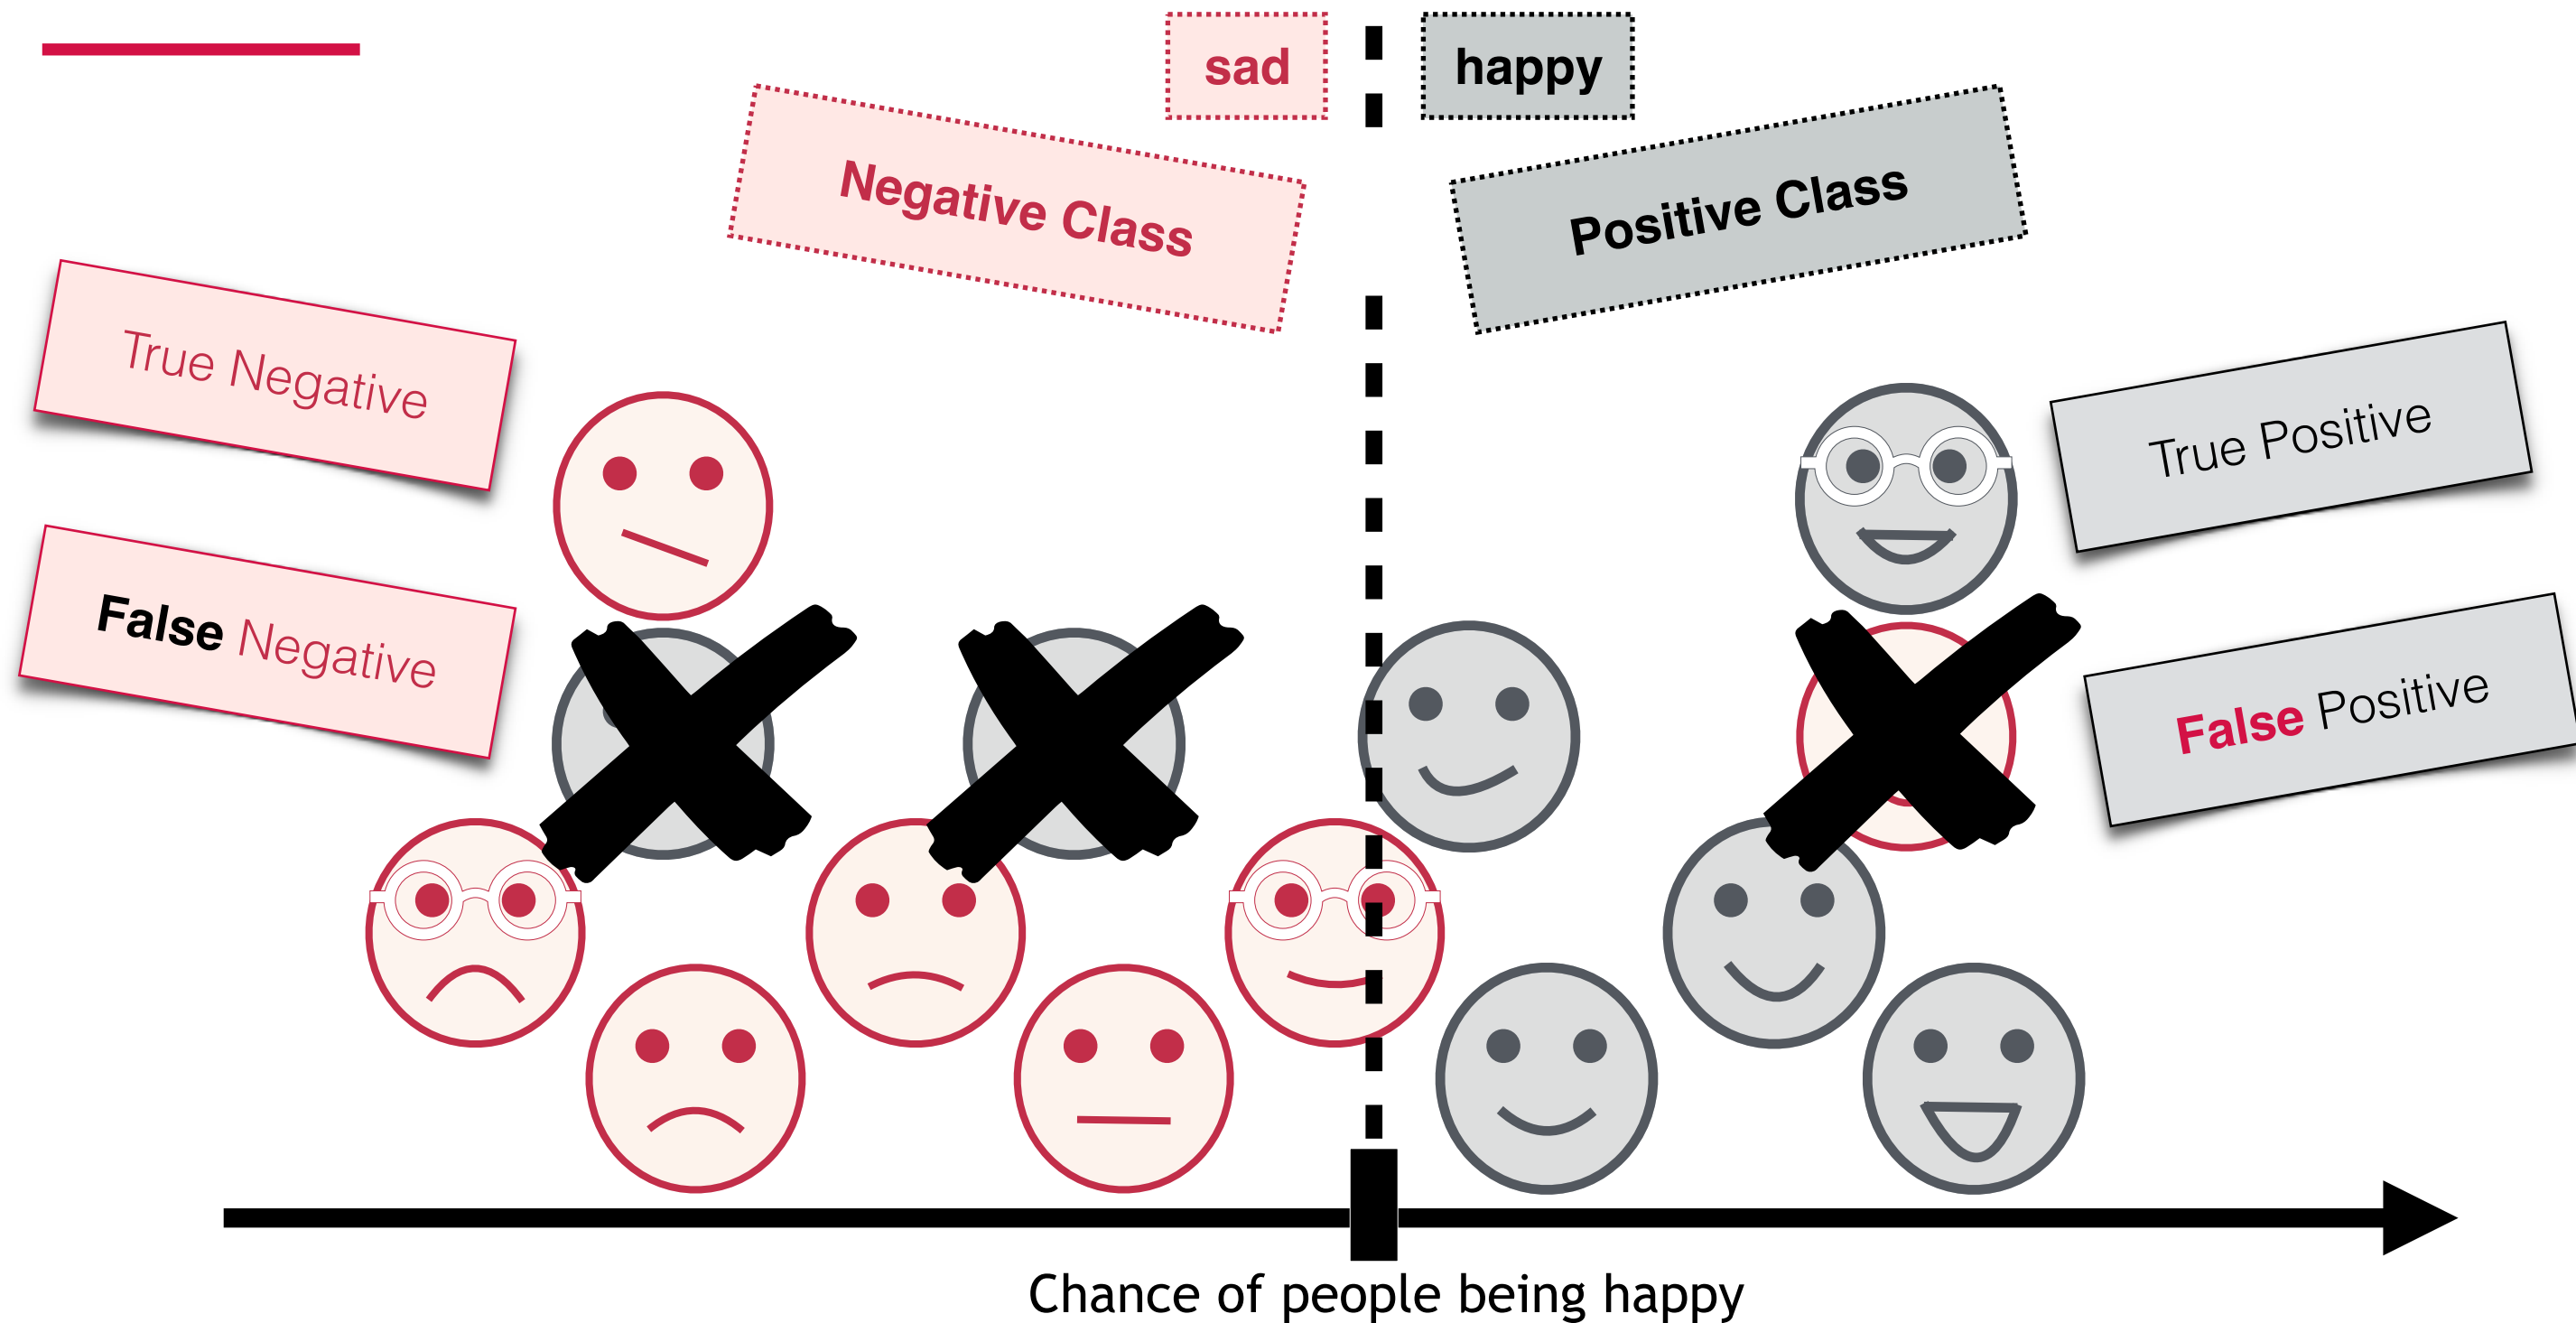 sad
happy
Negative Class
Positive Class
True Negative
True Positive
False Negative
False Positive
Chance of people being happy